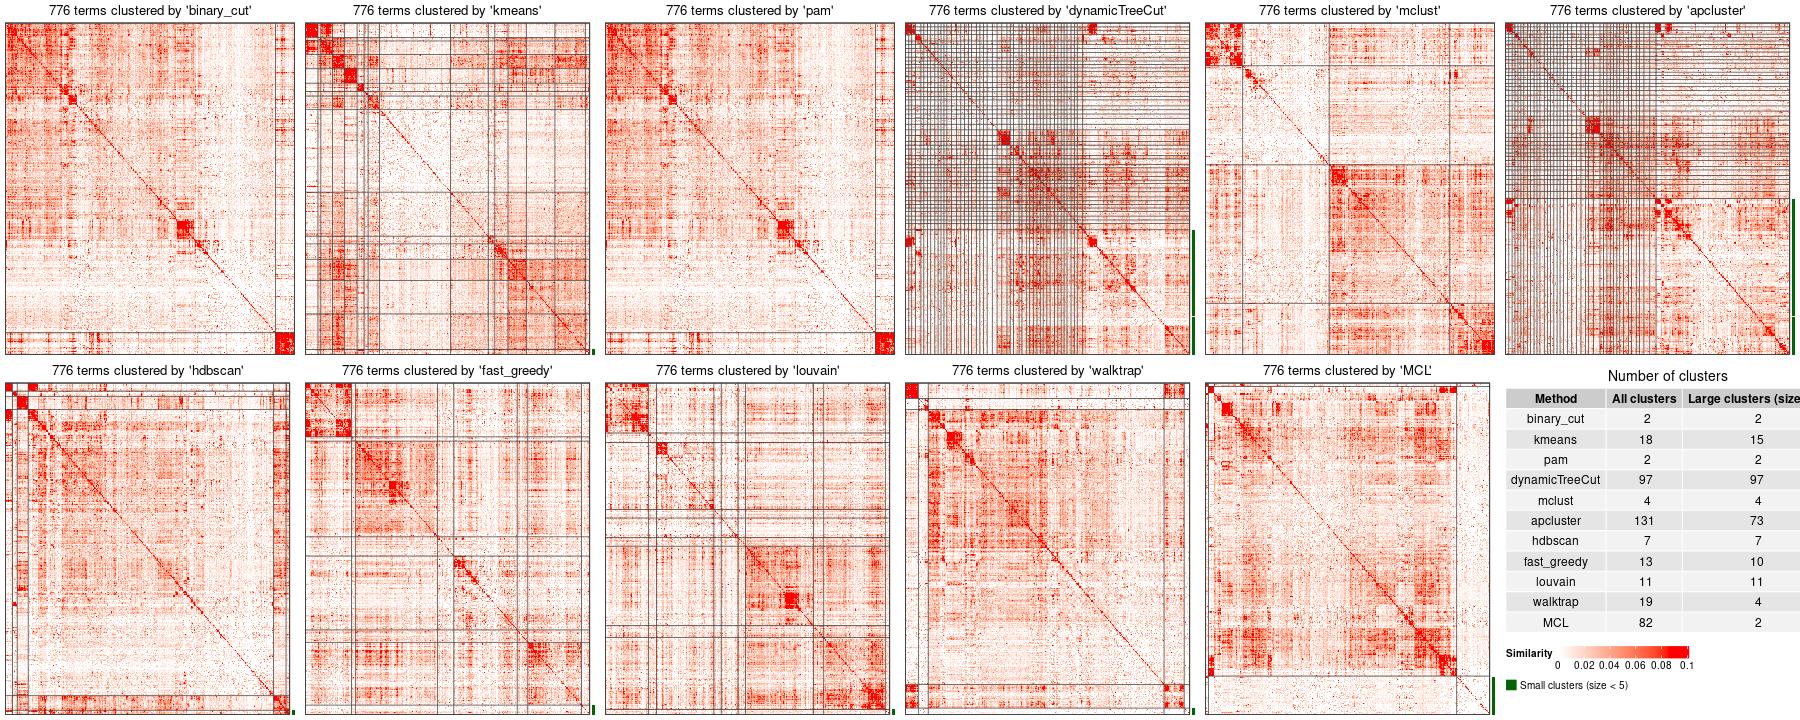 776 terms clustered by 'binary_cut'
776 terms clustered by 'kmeans'
776 terms clustered by 'pam'
776 terms clustered by 'dynamicTreeCut'
776 terms clustered by 'mclust'
776 terms clustered by 'apcluster'
776 terms clustered by 'hdbscan'
776 terms clustered by 'fast_greedy'
776 terms clustered by 'louvain'
776 terms clustered by 'walktrap'
776 terms clustered by 'MCL'
Number of clusters
Method All clusters Large clusters (size
binary_cut 2 2
kmeans 18 15
pam 2 2
dynamicTreeCut 97 97
mclust 4 4
apcluster 131 73
hdbscan 7 7
fast_greedy 13 10
louvain 11 11
walktrap 19 4
MCL 82 2
Similarity
0 0.02 0.04 0.06 0.08 0.1
Small clusters (size < 5)